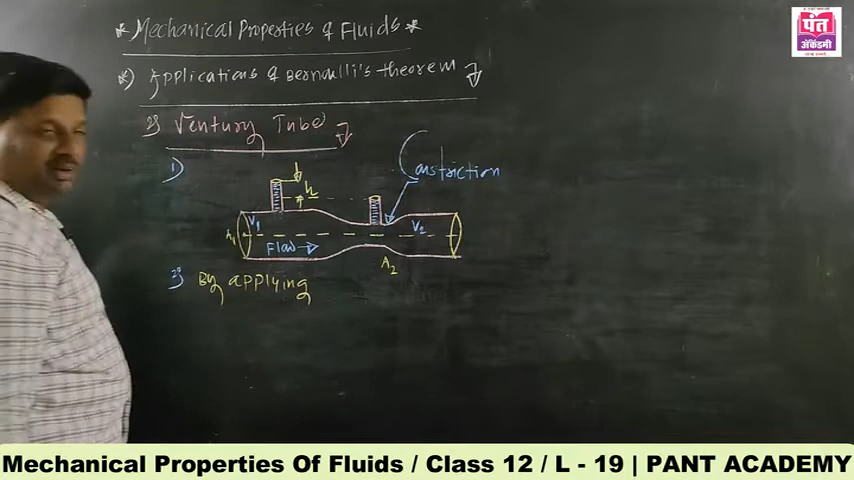 * Mechanical Properties of Fluids *
*) Applications of Bernoulli's theorem
2) Ventury Tube
1)
Constriction
h
V1
V2
A1
Flow →
A2
2) By applying
पंत
अॅकॅडमी
Mechanical Properties Of Fluids / Class 12 / L - 19 | PANT ACADEMY